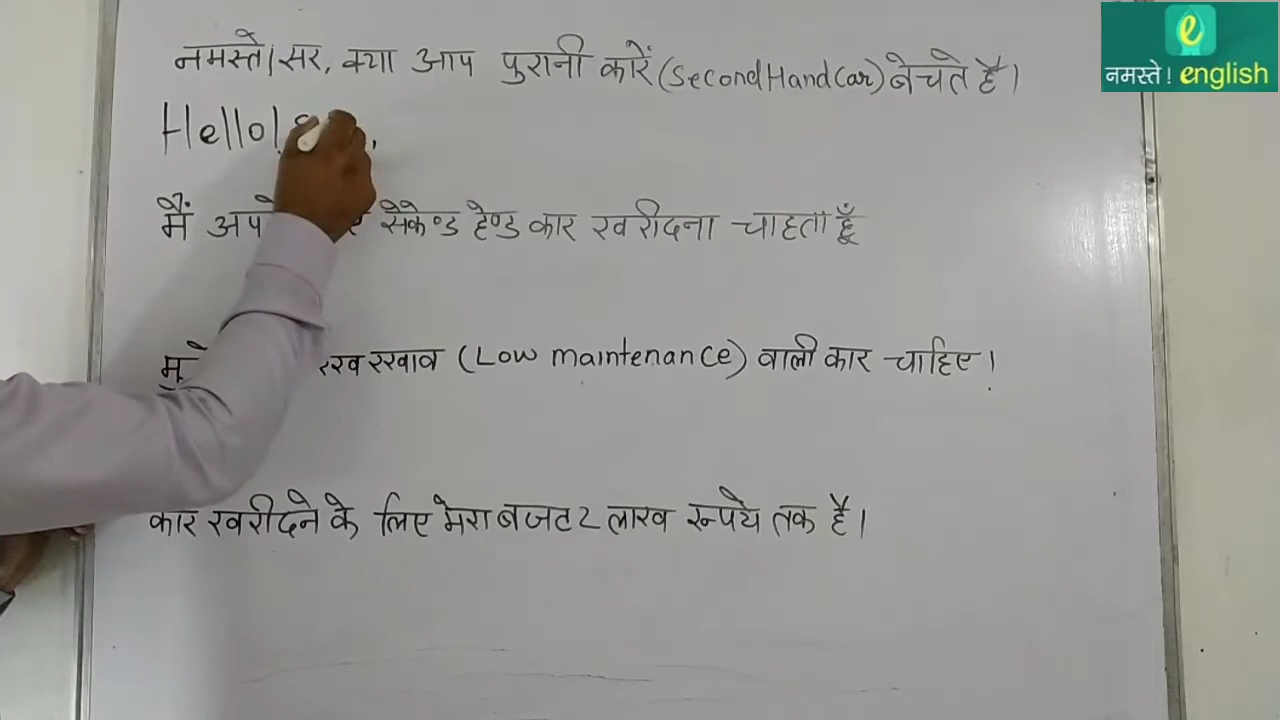 नमस्ते। सर, क्या आप पुरानी कारें (Second Hand Car) बेचते हैं।
e
नमस्ते! english
Hello!
मैं सेकेण्ड हेण्ड कार खरीदना चाहता हूँ
रखरखाव (Low maintenance) वाली कार चाहिए।
कार खरीदने के लिए मेरा बजट 2 लाख रूपये तक है।